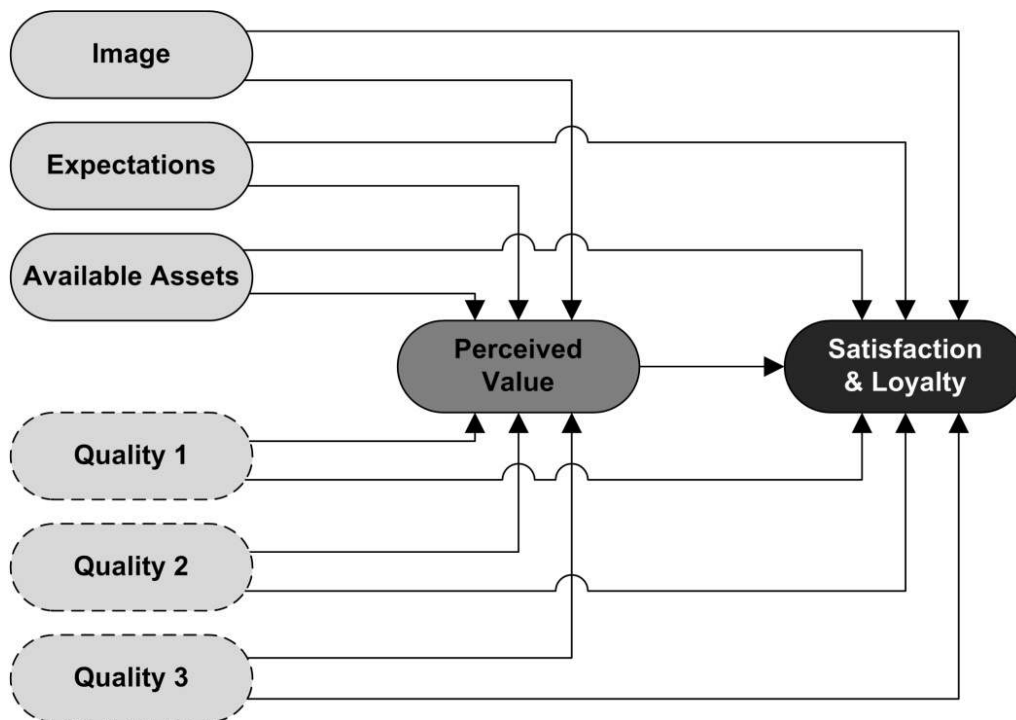 Image
Expectations
Available Assets
Perceived
Value
Satisfaction
& Loyalty
Quality 1
Quality 2
Quality 3